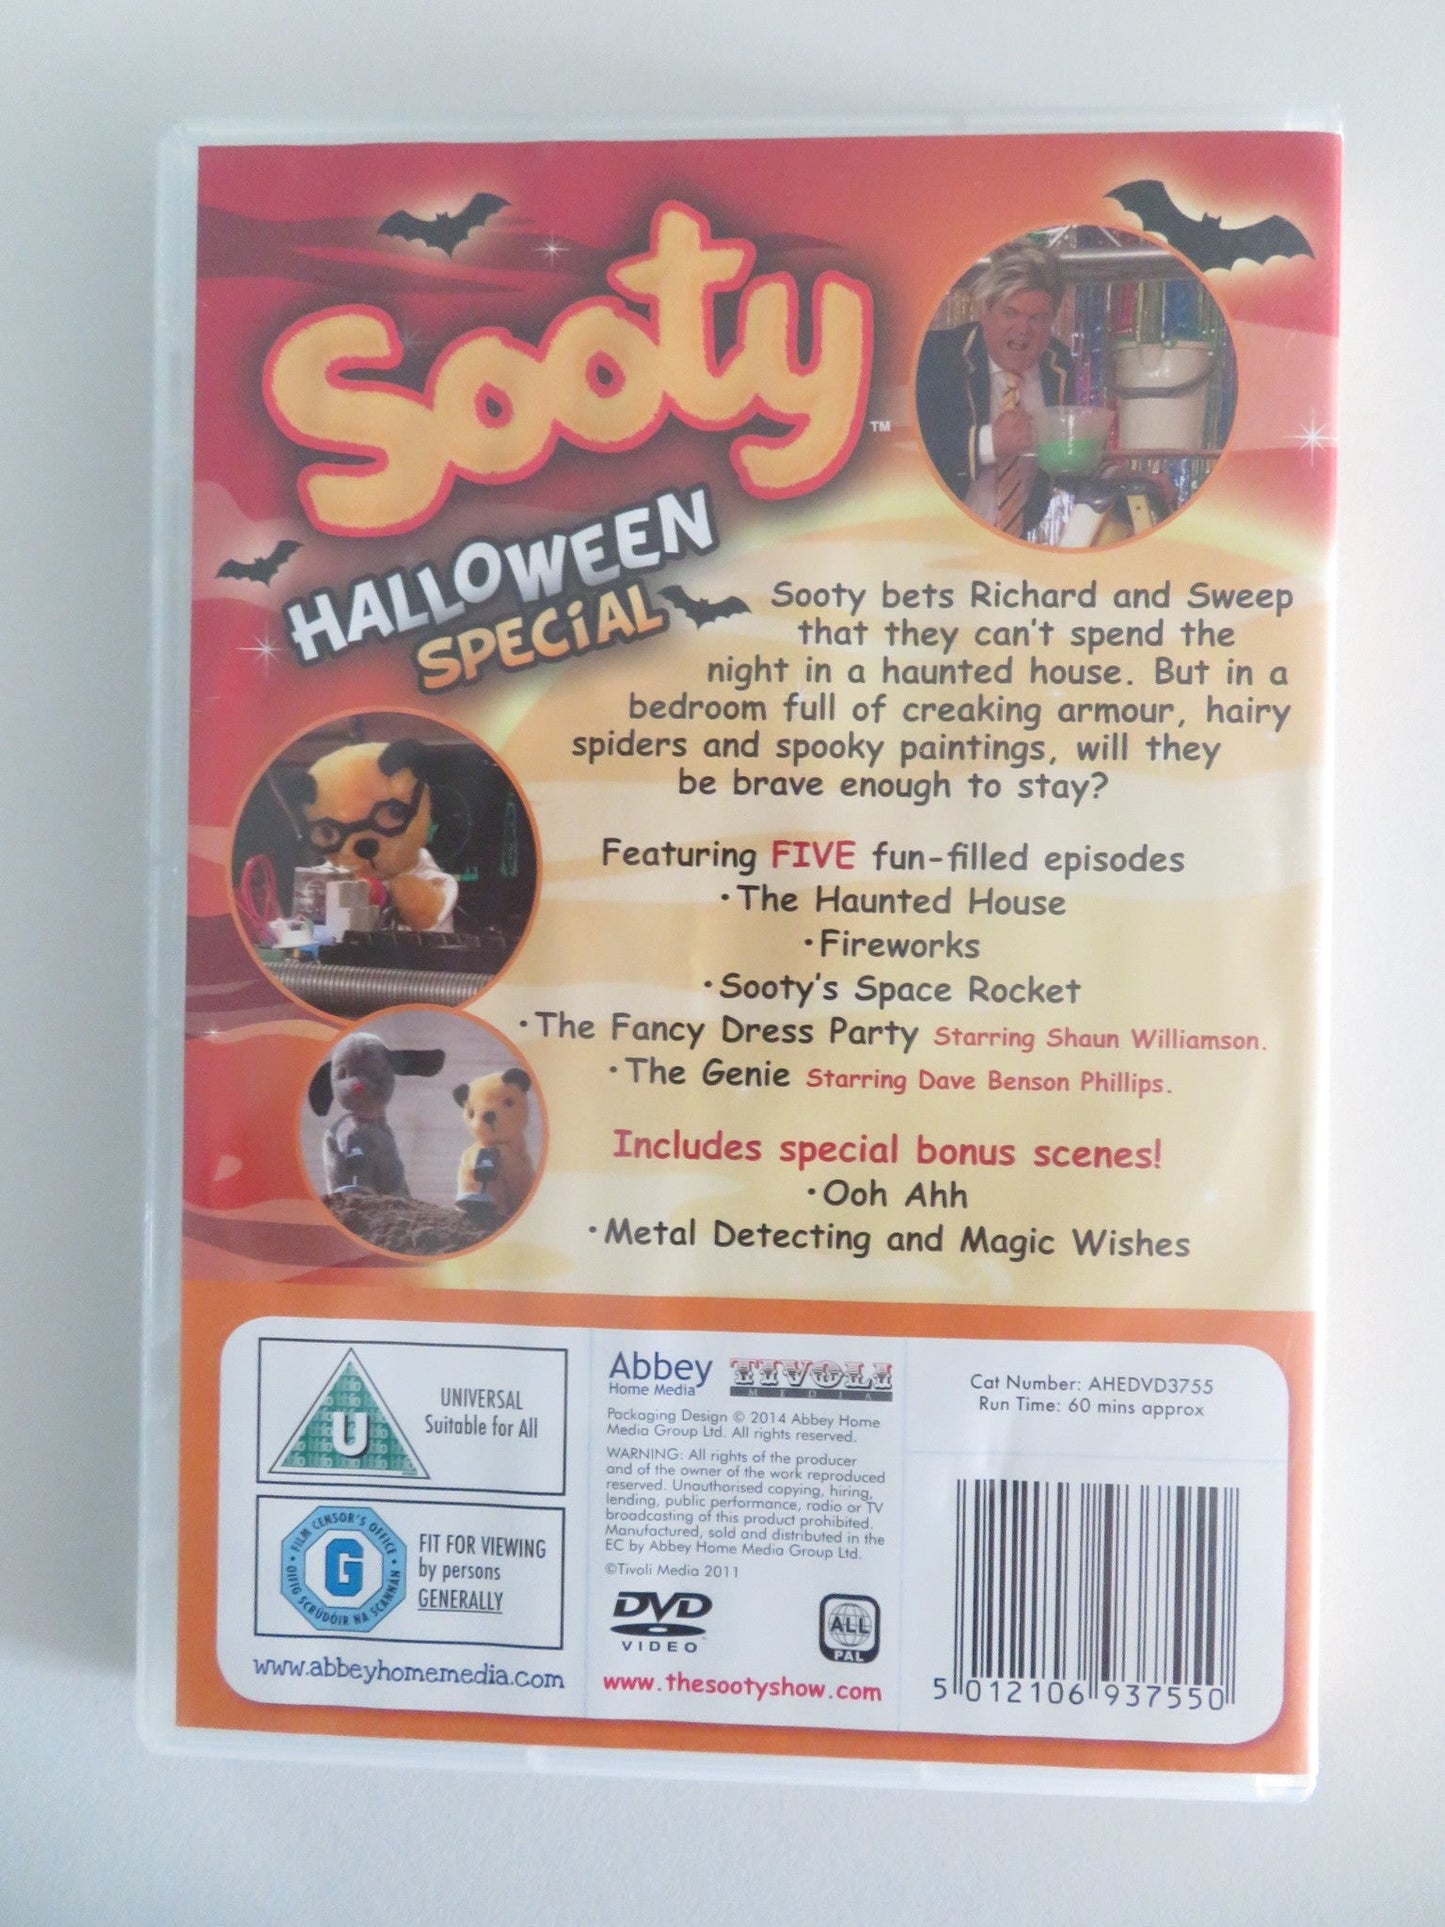 Sooty
™
HALLOWEEN
SPECiAL
Sooty bets Richard and Sweep
that they can't spend the
night in a haunted house. But in a
bedroom full of creaking armour, hairy
spiders and spooky paintings, will they
be brave enough to stay?
Featuring FIVE fun-filled episodes
•The Haunted House
•Fireworks
•Sooty's Space Rocket
•The Fancy Dress Party Starring Shaun Williamson.
•The Genie Starring Dave Benson Phillips.
Includes special bonus scenes!
•Ooh Ahh
•Metal Detecting and Magic Wishes
U
UNIVERSAL
Suitable for All
FILM CENSOR'S OFFICE
OIFIG SCRÚDÓIR NA SCANNÁN
G
FIT FOR VIEWING
by persons
GENERALLY
www.abbeyhomemedia.com
Abbey
Home Media
TIVOLI
MEDIA
Packaging Design © 2014 Abbey Home
Media Group Ltd. All rights reserved.
WARNING: All rights of the producer
and of the owner of the work reproduced
reserved. Unauthorised copying, hiring,
lending, public performance, radio or TV
broadcasting of this product prohibited.
Manufactured, sold and distributed in the
EC by Abbey Home Media Group Ltd.
©Tivoli Media 2011
DVD
VIDEO
ALL
PAL
www.thesootyshow.com
Cat Number: AHEDVD3755
Run Time: 60 mins approx
5 012106 937550